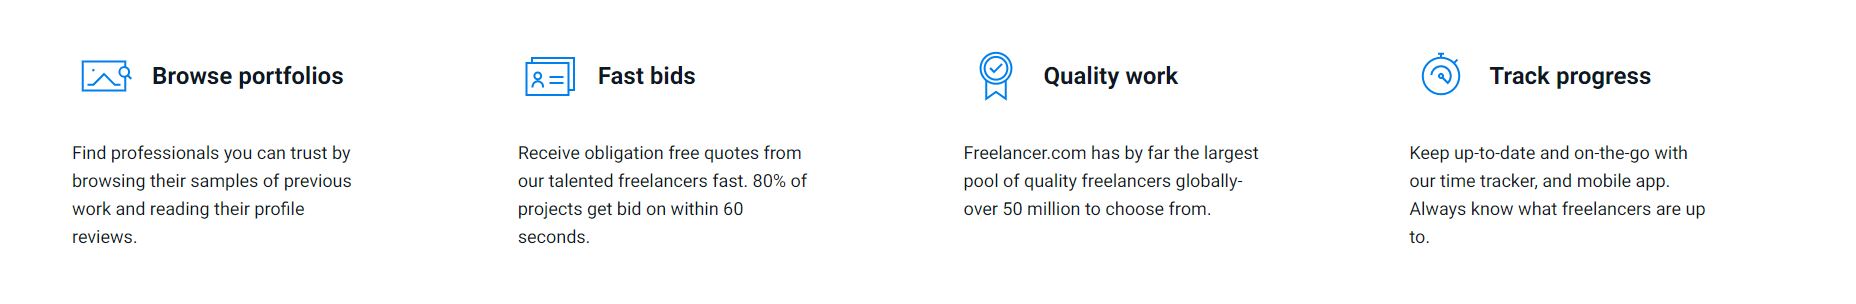 Browse portfolios
Find professionals you can trust by
browsing their samples of previous
work and reading their profile
reviews.
Fast bids
Receive obligation free quotes from
our talented freelancers fast. 80% of
projects get bid on within 60
seconds.
Quality work
Freelancer.com has by far the largest
pool of quality freelancers globally-
over 50 million to choose from.
Track progress
Keep up-to-date and on-the-go with
our time tracker, and mobile app.
Always know what freelancers are up
to.